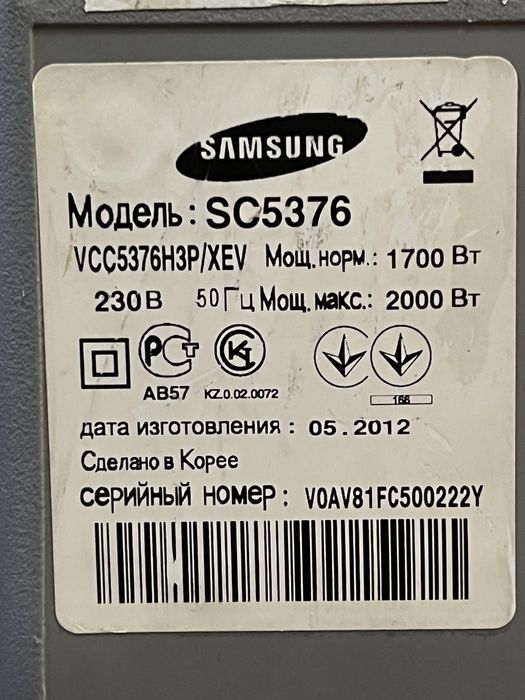 SAMSUNG
Модель: SC5376
VCC5376H3P/XEV Мощ.норм.: 1700 Вт
230В 50Гц Мощ.макс.: 2000 Вт
АВ57 KZ.0.02.0072 166
дата изготовления : 05.2012
Сделано в Корее
серийный номер: V0AV81FC500222Y